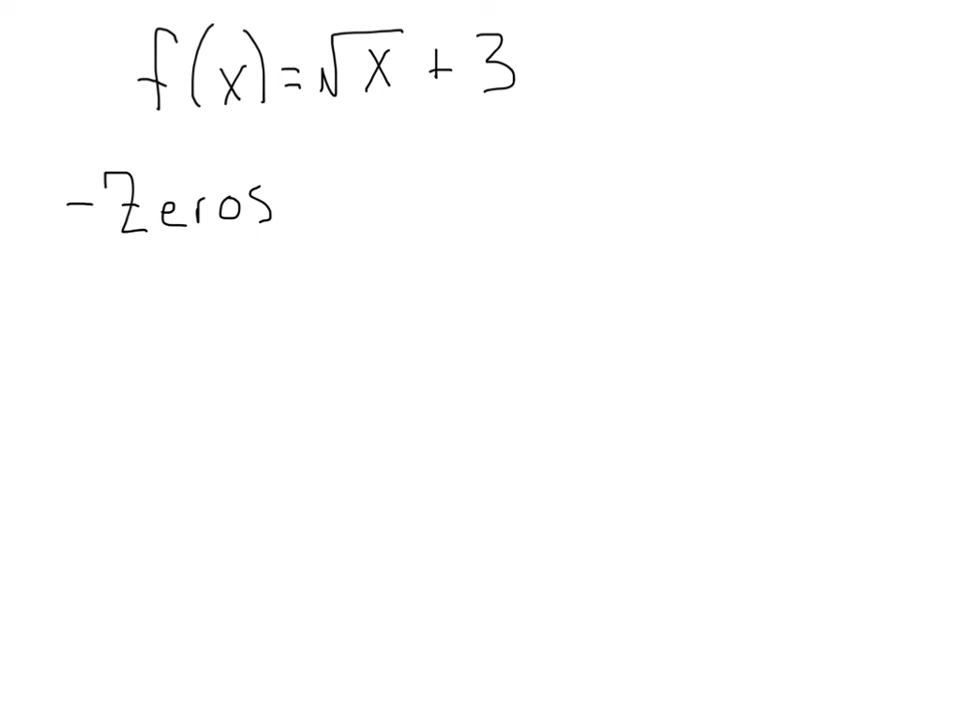 f(x)=√x + 3
-Zeros